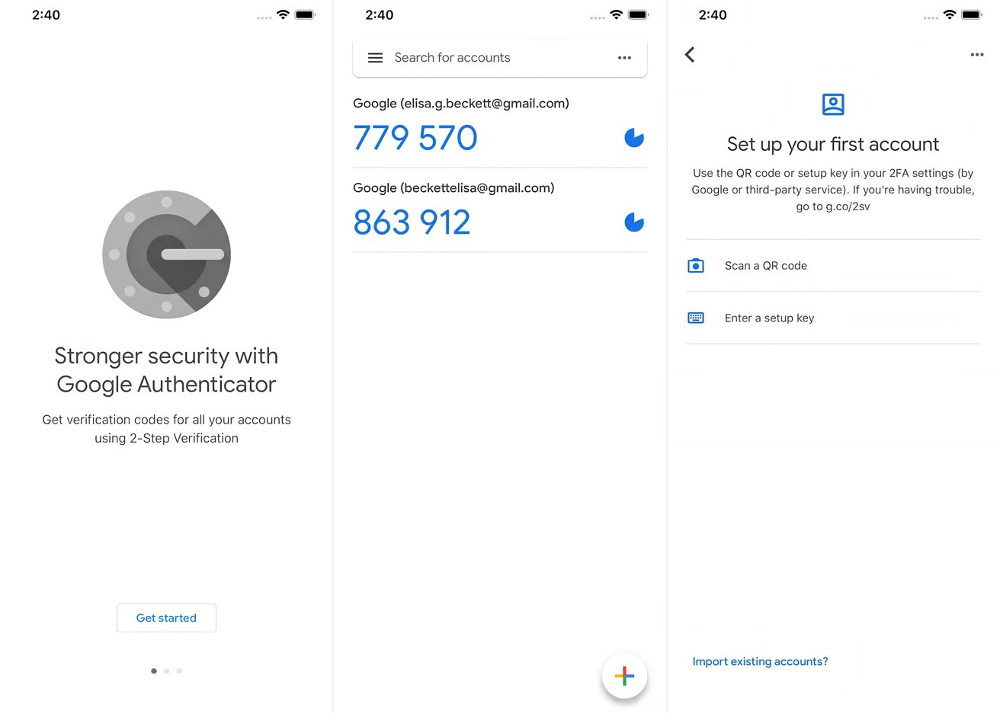 2:40
Stronger security with
Google Authenticator
Get verification codes for all your accounts
using 2-Step Verification
Get started
2:40
Search for accounts
Google (elisa.g.beckett@gmail.com)
779 570
Google (beckettelisa@gmail.com)
863 912
2:40
Set up your first account
Use the QR code or setup key in your 2FA settings (by
Google or third-party service). If you're having trouble,
go to g.co/2sv
Scan a QR code
Enter a setup key
Import existing accounts?